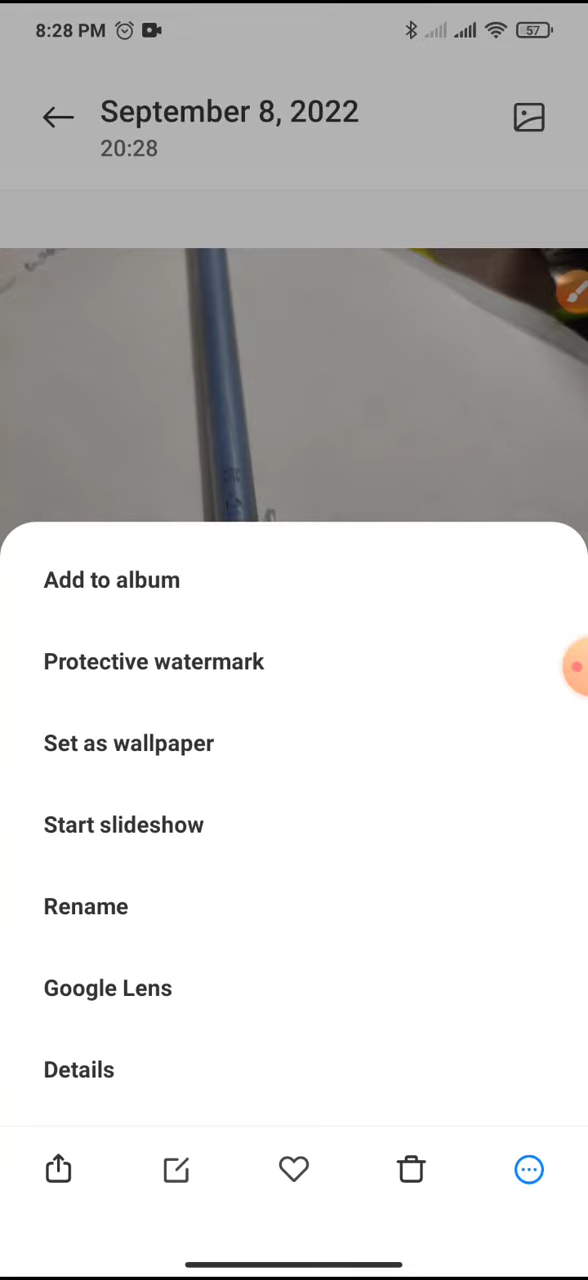 8:28 PM 57
September 8, 2022
20:28
Add to album
Protective watermark
Set as wallpaper
Start slideshow
Rename
Google Lens
Details